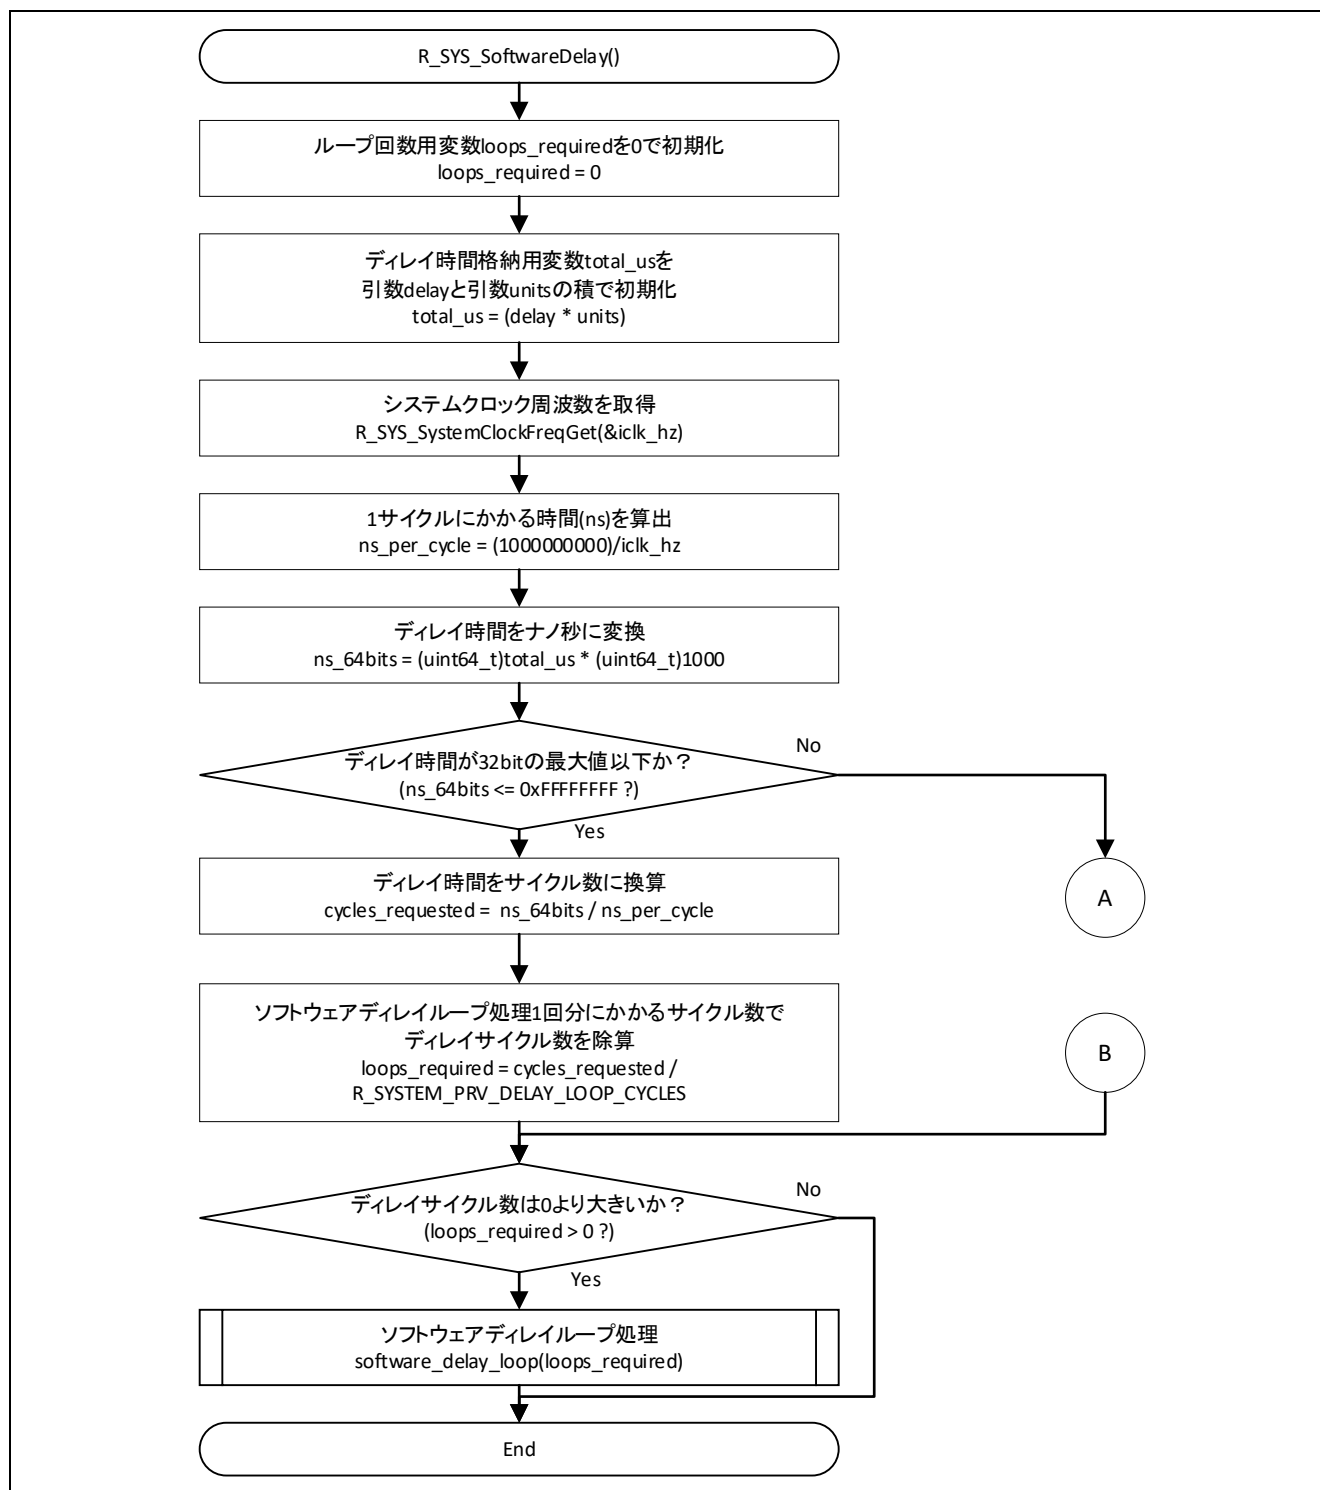 R_SYS_SoftwareDelay()
ループ回数用変数loops_requiredを0で初期化
loops_required = 0
ディレイ時間格納用変数total_usを
引数delayと引数unitsの積で初期化
total_us = (delay * units)
システムクロック周波数を取得
R_SYS_SystemClockFreqGet(&iclk_hz)
1サイクルにかかる時間(ns)を算出
ns_per_cycle = (1000000000)/iclk_hz
ディレイ時間をナノ秒に変換
ns_64bits = (uint64_t)total_us * (uint64_t)1000
No
ディレイ時間が32bitの最大値以下か？
(ns_64bits <= 0xFFFFFFFF ?)
Yes
ディレイ時間をサイクル数に換算
cycles_requested =  ns_64bits / ns_per_cycle
A
ソフトウェアディレイループ処理1回分にかかるサイクル数で
ディレイサイクル数を除算
loops_required = cycles_requested /
R_SYSTEM_PRV_DELAY_LOOP_CYCLES
B
No
ディレイサイクル数は0より大きいか？
(loops_required > 0 ?)
Yes
ソフトウェアディレイループ処理
software_delay_loop(loops_required)
End